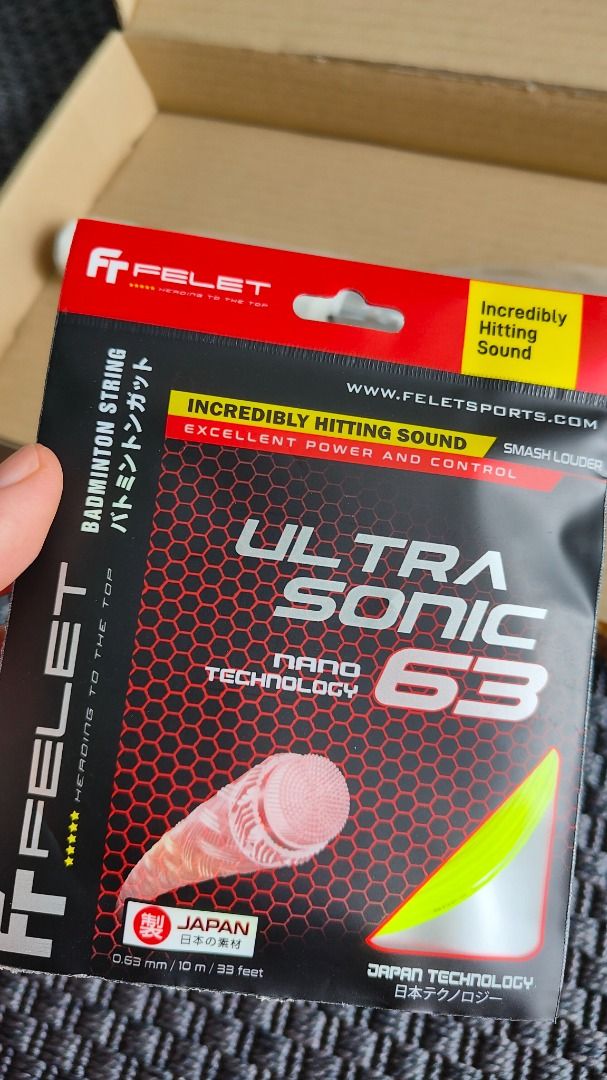 FT FELET
★★★★★ HEADING TO THE TOP
Incredibly
Hitting
Sound
WWW.FELETSPORTS.COM
INCREDIBLY HITTING SOUND
SMASH LOUDER
EXCELLENT POWER AND CONTROL
BADMINTON STRING
バトミントンガット
FT FELET
★★★★★ HEADING TO THE TOP
ULTRA
SONIC
63
NANO
TECHNOLOGY
製 JAPAN
日本の素材
0.63 mm / 10 m / 33 feet
JAPAN TECHNOLOGY
日本テクノロジー